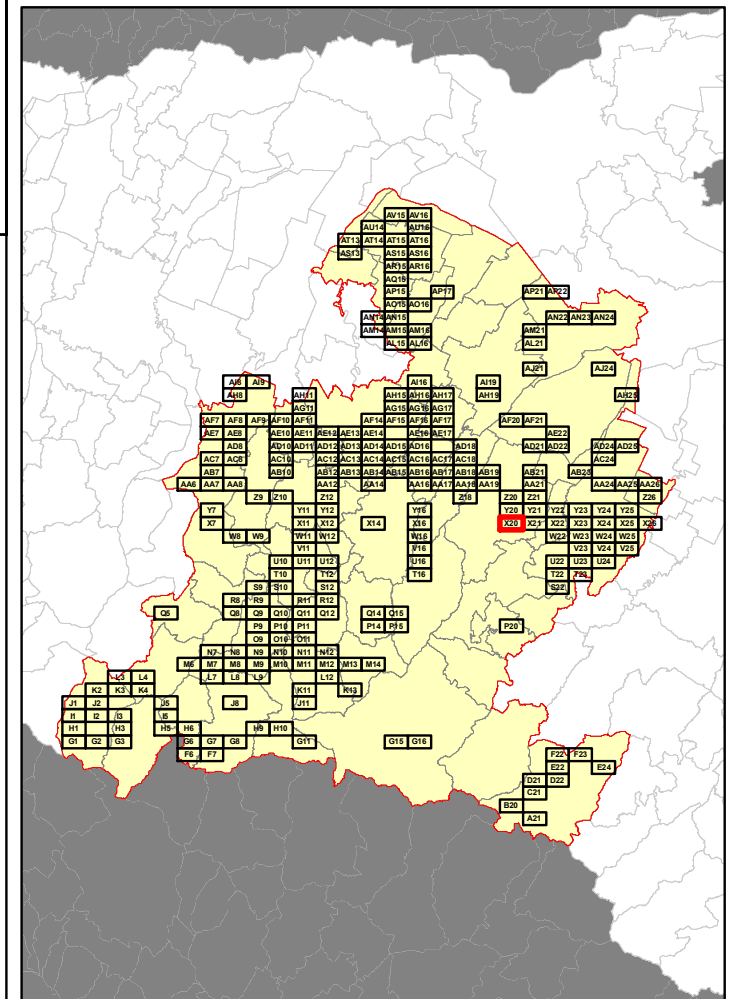 AV15 AV16
AU14 AU16
AT13 AT14 AT15 AT16
AS13 AS15 AS16
AR15 AR16
AQ15
AP15 AP17 AP21 AP22
AO15 AO16
AN14 AN15 AN22 AN23 AN24
AM14 AM15 AM16 AM21
AL15 AL16 AL21
AJ21 AJ24
AI8 AI9 AI16 AI19
AH8 AH11 AH15 AH16 AH17 AH19 AH25
AG11 AG15 AG16 AG17
AF7 AF8 AF9 AF10 AF11 AF14 AF15 AF16 AF17 AF20 AF21
AE7 AE8 AE10 AE11 AE12 AE13 AE14 AE16 AE17 AE22
AD8 AD10 AD11 AD12 AD13 AD14 AD15 AD16 AD18 AD21 AD22 AD24 AD25
AC7 AC8 AC10 AC12 AC13 AC14 AC15 AC16 AC17 AC18 AC24
AB7 AB10 AB12 AB13 AB14 AB15 AB16 AB17 AB18 AB19 AB21 AB23
AA6 AA7 AA8 AA12 AA14 AA16 AA17 AA18 AA19 AA21 AA24 AA25 AA26
Z9 Z10 Z12 Z18 Z20 Z21 Z26
Y7 Y11 Y12 Y16 Y20 Y21 Y22 Y23 Y24 Y25
X7 X11 X12 X14 X16 X20 X21 X22 X23 X24 X25 X26
W8 W9 W11 W12 W16 W22 W23 W24 W25
V11 V16 V23 V24 V25
U10 U11 U12 U16 U22 U23 U24
T10 T12 T16 T22 T23
S9 S10 S12 S22
R8 R9 R11 R12
Q5 Q8 Q9 Q10 Q11 Q12 Q14 Q15
P9 P10 P11 P14 P15 P20
O9 O10 O11
N7 N8 N9 N10 N11 N12
M6 M7 M8 M9 M10 M11 M12 M13 M14
L3 L4 L7 L8 L9 L12
K2 K3 K4 K11 K13
J1 J2 J5 J8 J11
I1 I2 I3 I5
H1 H3 H5 H6 H9 H10
G1 G2 G3 G6 G7 G8 G11 G15 G16
F6 F7 F22 F23
E22 E24
D21 D22
C21
B20
A21